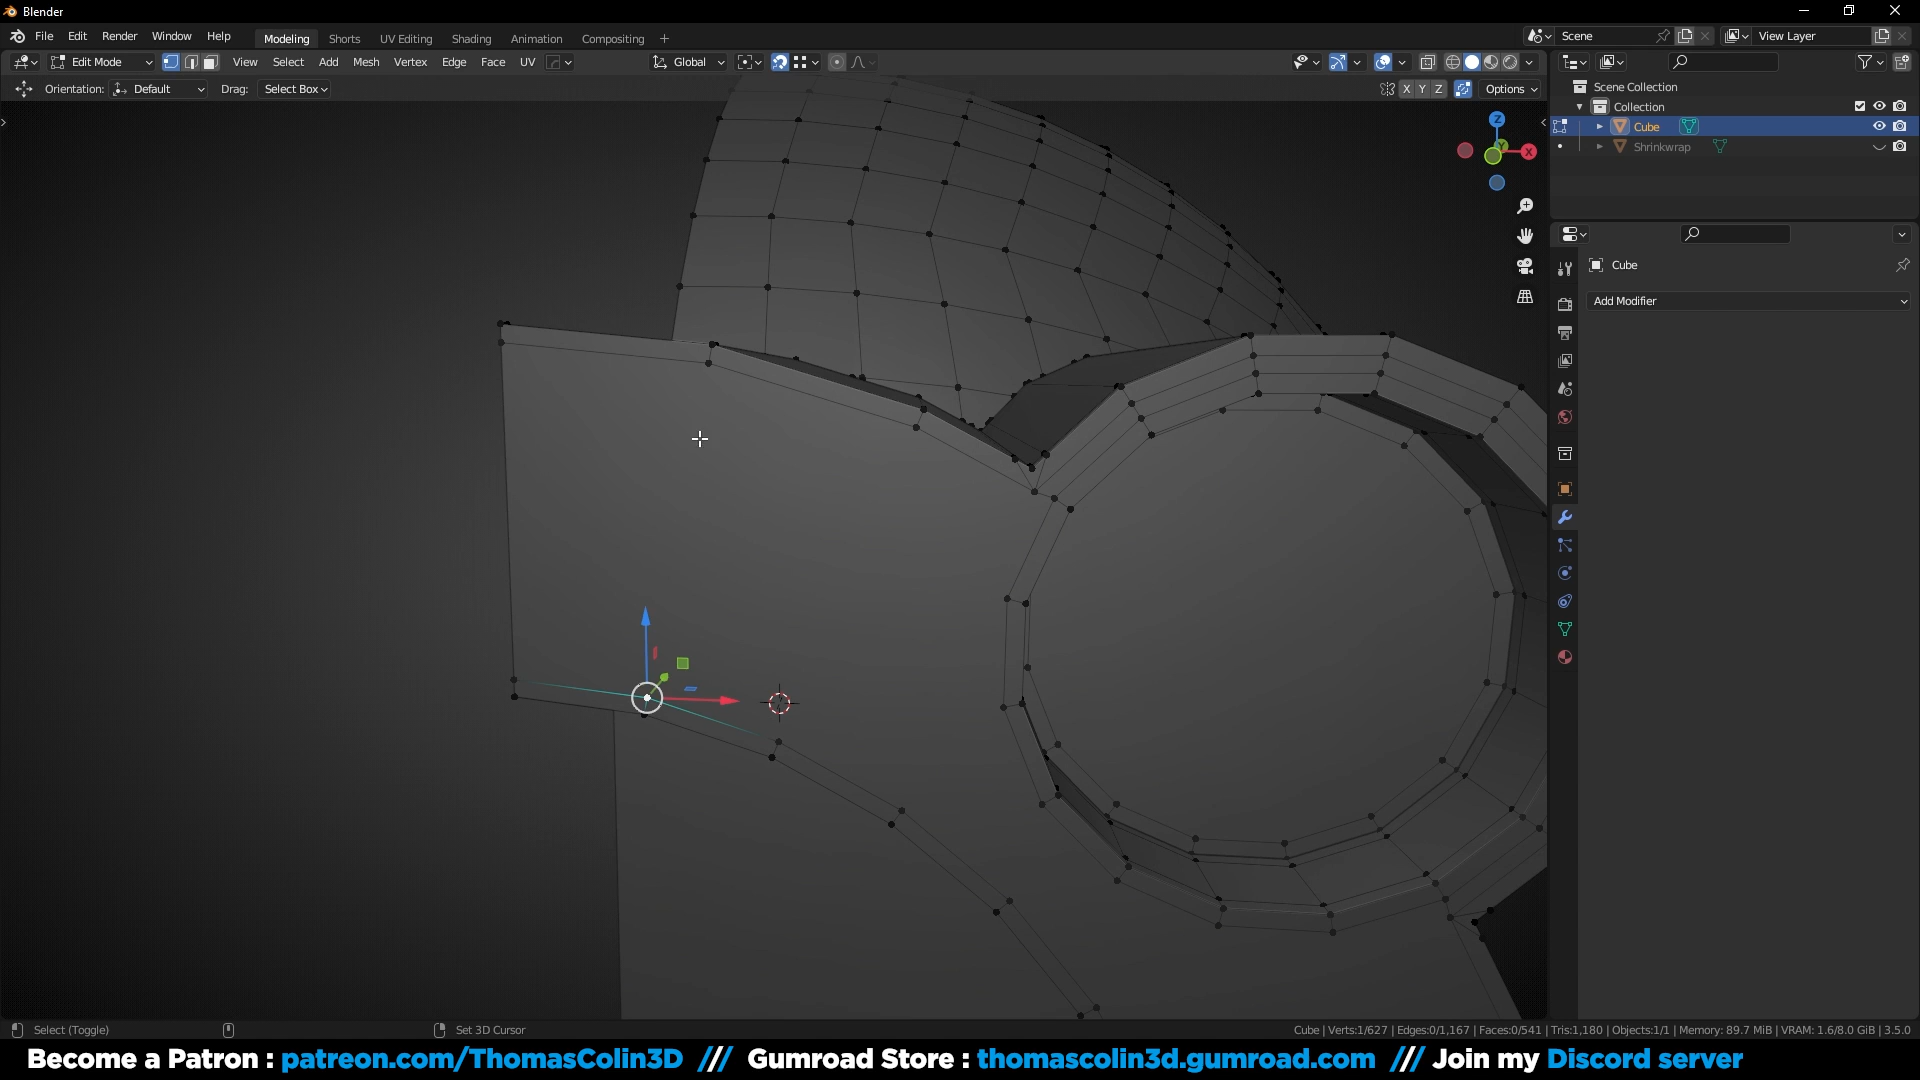 Blender
File Edit Render Window Help
Modeling Shorts UV Editing Shading Sculpting Animation Compositing +
Scene
View Layer
Edit Mode View Select Add Mesh Vertex Edge Face UV Global
Orientation: Default Drag: Select Box
X Y Z Options
Scene Collection
Collection
Cube
Shrinkwrap
Z
Y
X
Cube
Add Modifier
Select (Toggle)
Set 3D Cursor
Cube | Verts:1/627 | Edges:0/1,167 | Faces:0/541 | Tris:1,180 | Objects:1/1 | Memory: 89.7 MiB | VRAM: 1.6/8.0 GiB | 3.5.0
Become a Patron : patreon.com/ThomasColin3D /// Gumroad Store : thomascolin3d.gumroad.com /// Join my Discord server